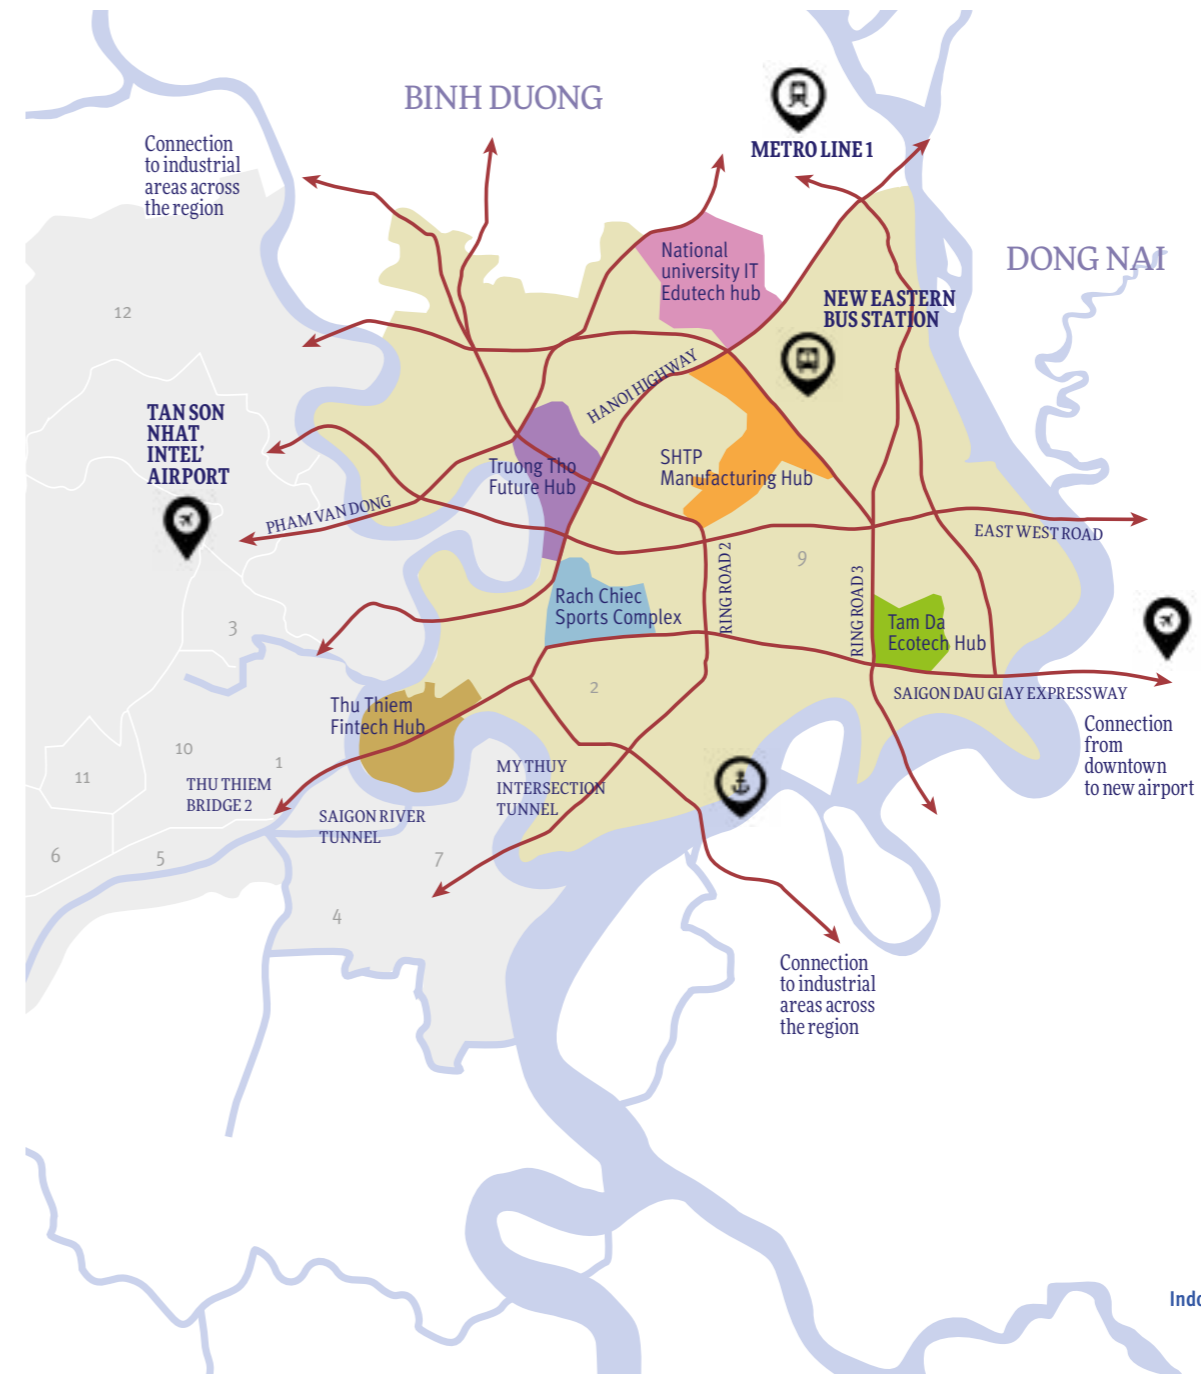 BINH DUONG
METRO LINE 1
Connection
to industrial
areas across
the region
National
university IT
Edutech hub
DONG NAI
NEW EASTERN
BUS STATION
12
HANOI HIGHWAY
TAN SON
NHAT
INTEL’
AIRPORT
Truong Tho
Future Hub
SHTP
Manufacturing Hub
PHAM VAN DONG
EAST WEST ROAD
9
RING ROAD 2
RING ROAD 3
Rach Chiec
Sports Complex
Tam Da
Ecotech Hub
3
2
SAIGON DAU GIAY EXPRESSWAY
Thu Thiem
Fintech Hub
Connection
from
downtown
to new airport
10
1
11
THU THIEM
BRIDGE 2
MY THUY
INTERSECTION
TUNNEL
SAIGON RIVER
TUNNEL
6
5
7
4
Connection
to industrial
areas across
the region